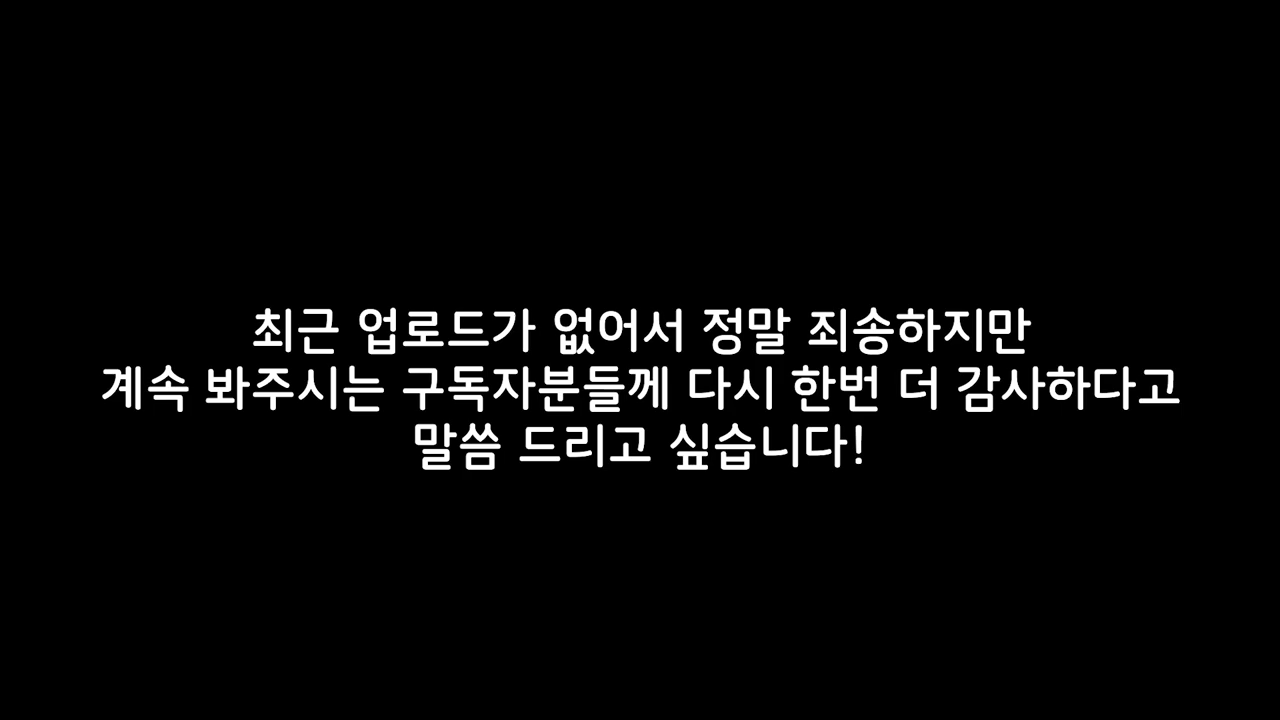 최근 업로드가 없어서 정말 죄송하지만
계속 봐주시는 구독자분들께 다시 한번 더 감사하다고
말씀 드리고 싶습니다!